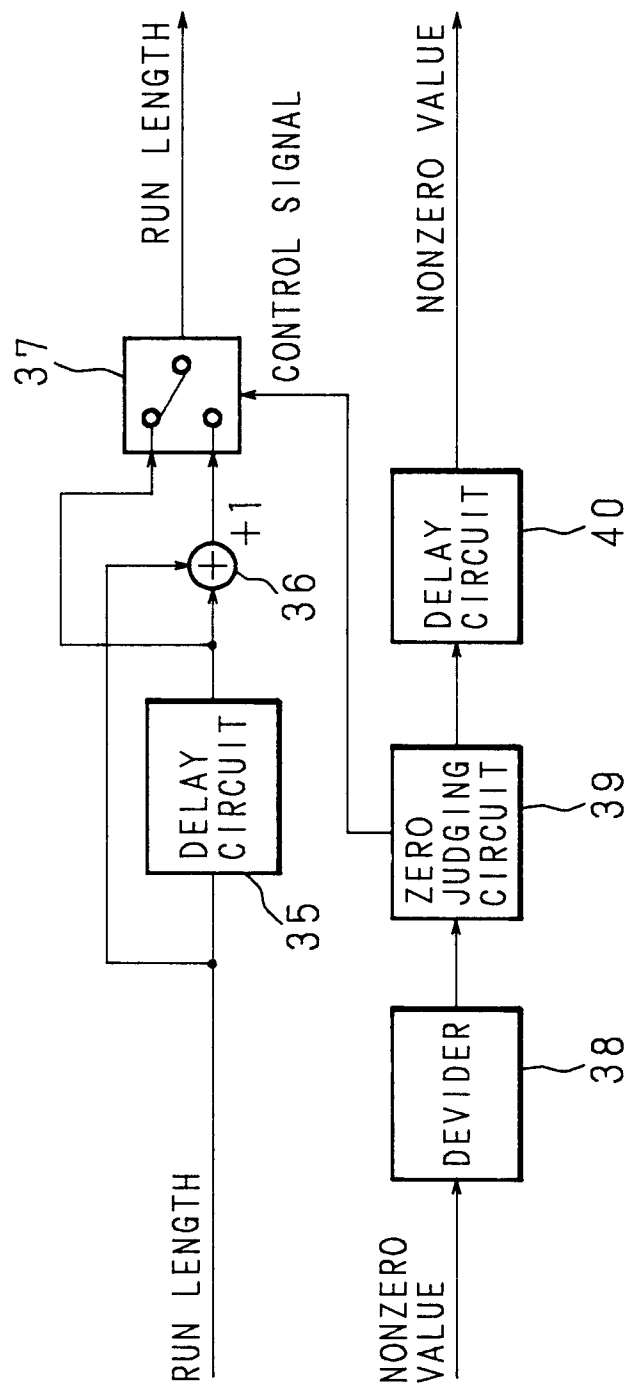 RUN LENGTH
35
DELAY
CIRCUIT
36
+
+1
37
RUN LENGTH
CONTROL SIGNAL
NONZERO
VALUE
DEVIDER
38
ZERO
JUDGING
CIRCUIT
39
DELAY
CIRCUIT
40
NONZERO VALUE